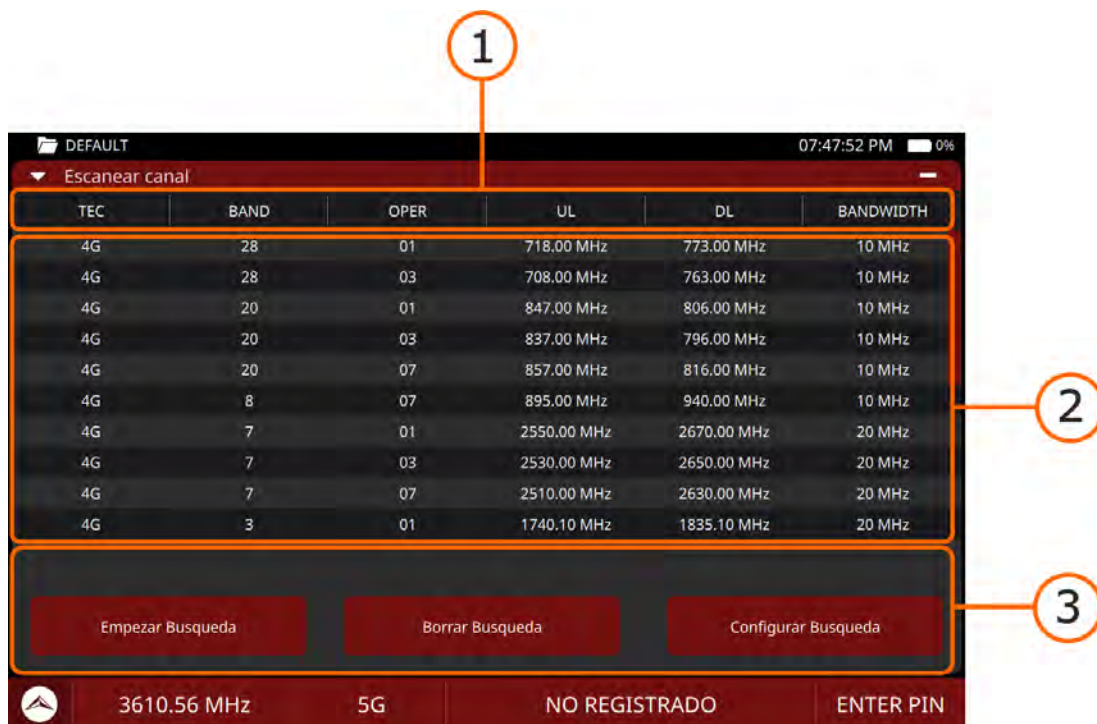 1
DEFAULT 07:47:52 PM 0%
Escanear canal
TEC BAND OPER UL DL BANDWIDTH
4G 28 01 718.00 MHz 773.00 MHz 10 MHz
4G 28 03 708.00 MHz 763.00 MHz 10 MHz
4G 20 01 847.00 MHz 806.00 MHz 10 MHz
4G 20 03 837.00 MHz 796.00 MHz 10 MHz
4G 20 07 857.00 MHz 816.00 MHz 10 MHz
4G 8 07 895.00 MHz 940.00 MHz 10 MHz
4G 7 01 2550.00 MHz 2670.00 MHz 20 MHz
4G 7 03 2530.00 MHz 2650.00 MHz 20 MHz
4G 7 07 2510.00 MHz 2630.00 MHz 20 MHz
4G 3 01 1740.10 MHz 1835.10 MHz 20 MHz
2
Empezar Busqueda Borrar Busqueda Configurar Busqueda
3
3610.56 MHz 5G NO REGISTRADO ENTER PIN